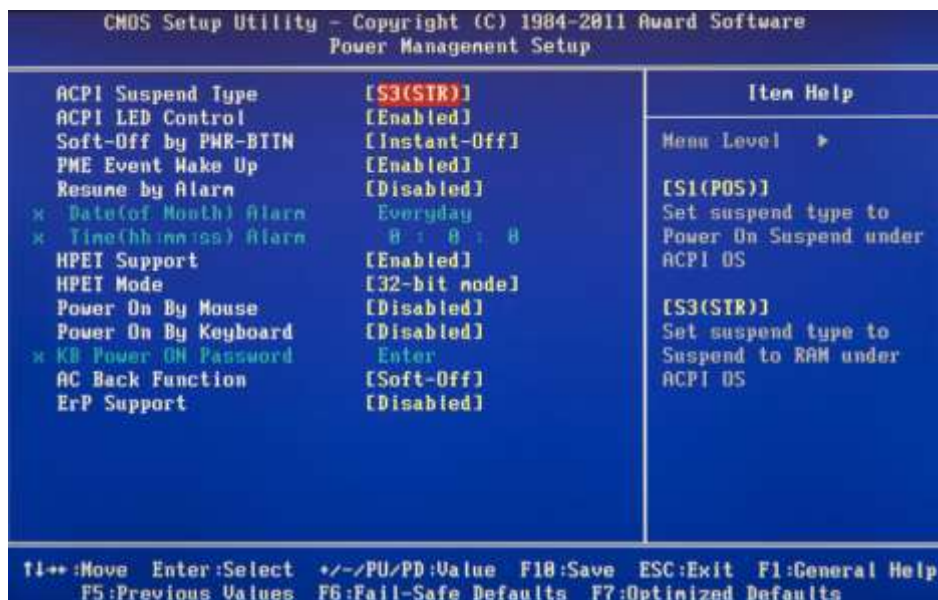 CMOS Setup Utility - Copyright (C) 1984-2011 Award Software
Power Management Setup
ACPI Suspend Type [S3(STR)]
ACPI LED Control [Enabled]
Soft-Off by PWR-BTTN [Instant-Off]
PME Event Wake Up [Enabled]
Resume by Alarm [Disabled]
x Date(of Month) Alarm Everyday
x Time(hh:mm:ss) Alarm 0 : 0 : 0
HPET Support [Enabled]
HPET Mode [32-bit mode]
Power On By Mouse [Disabled]
Power On By Keyboard [Disabled]
x KB Power ON Password Enter
AC Back Function [Soft-Off]
ErP Support [Disabled]
Item Help
Menu Level ▶
[S1(POS)]
Set suspend type to
Power On Suspend under
ACPI OS
[S3(STR)]
Set suspend type to
Suspend to RAM under
ACPI OS
↑↓→←:Move Enter:Select +/-/PU/PD:Value F10:Save ESC:Exit F1:General Help
F5:Previous Values F6:Fail-Safe Defaults F7:Optimized Defaults